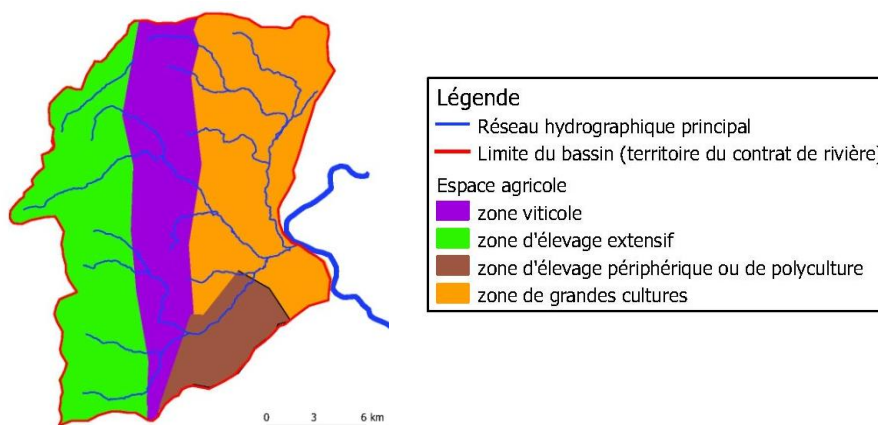 Légende
Réseau hydrographique principal
Limite du bassin (territoire du contrat de rivière)
Espace agricole
zone viticole
zone d'élevage extensif
zone d'élevage périphérique ou de polyculture
zone de grandes cultures
0 3 6 km